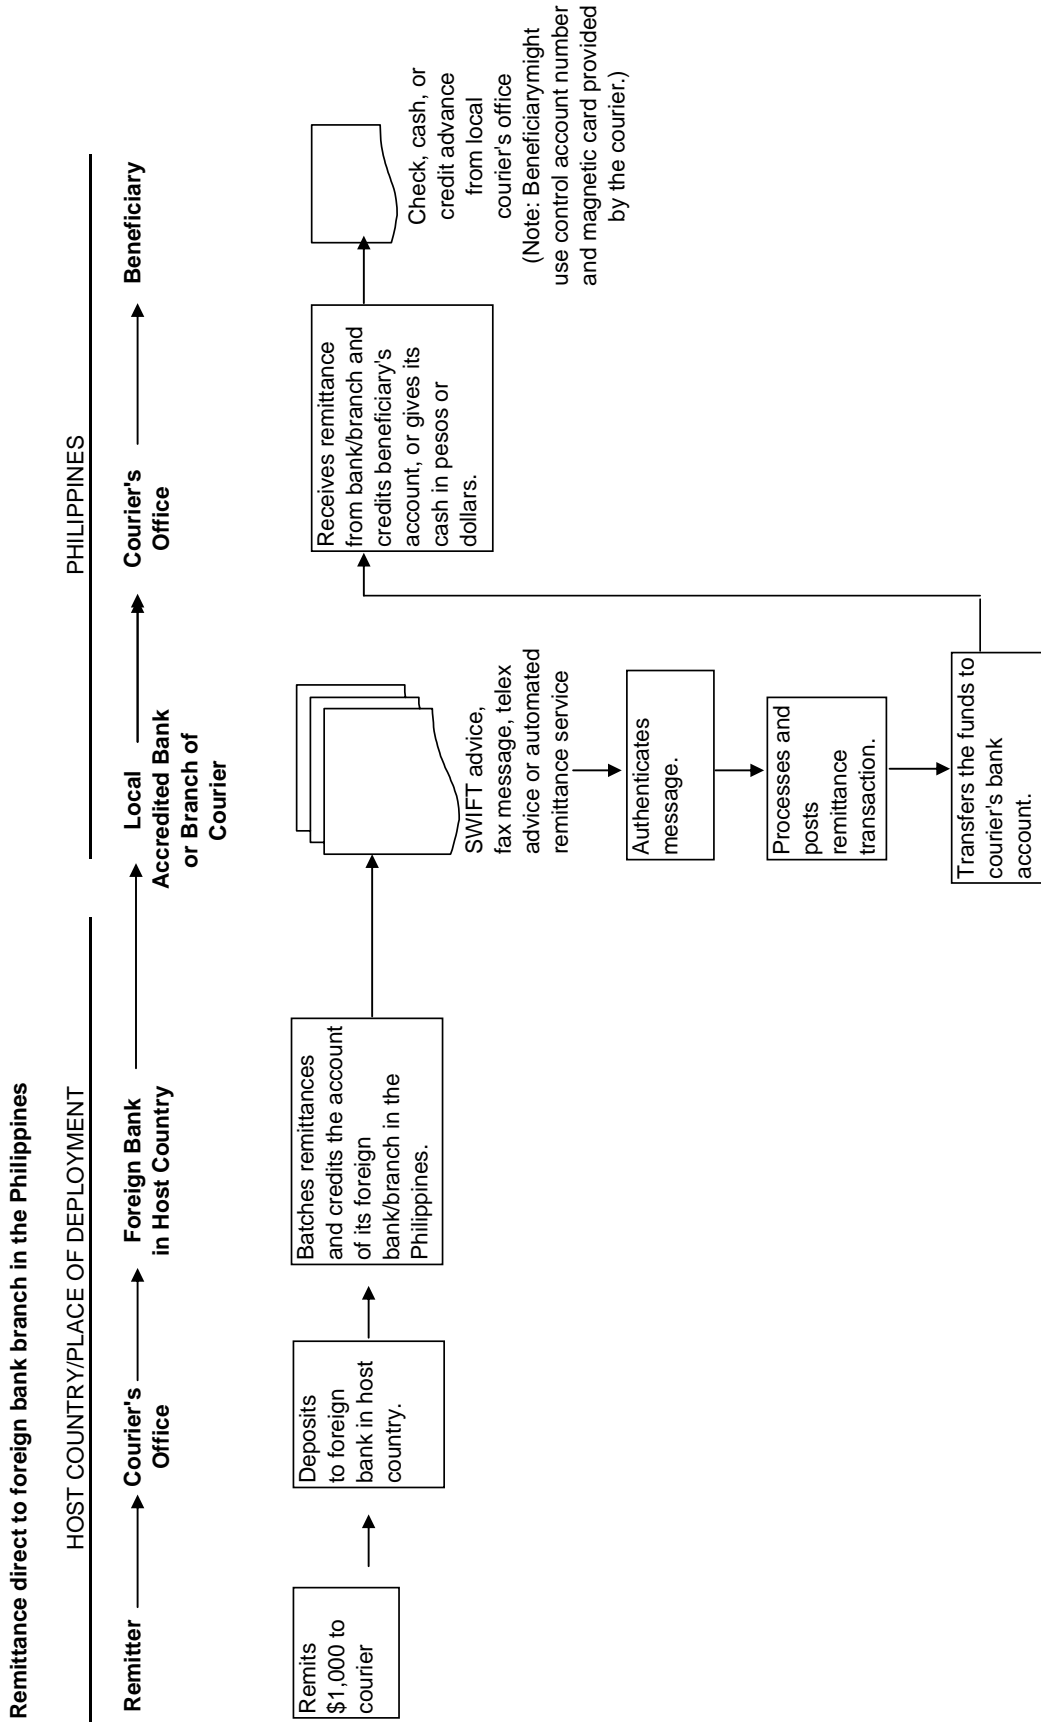 Remittance direct to foreign bank branch in the Philippines
HOST COUNTRY/PLACE OF DEPLOYMENT
PHILIPPINES
Remitter
Courier's
Office
Foreign Bank
in Host Country
Local
Accredited Bank
or Branch of
Courier
Courier's
Office
Beneficiary
Remits
$1,000 to
courier
Deposits
to foreign
bank in host
country.
Batches remittances
and credits the account
of its foreign
bank/branch in the
Philippines.
SWIFT advice,
fax message, telex
advice or automated
remittance service
Authenticates
message.
Processes and
posts
remittance
transaction.
Transfers the funds to
courier's bank
account.
Receives remittance
from bank/branch and
credits beneficiary's
account, or gives its
cash in pesos or
dollars.
Check, cash, or
credit advance
from local
courier's office
(Note: Beneficiarymight
use control account number
and magnetic card provided
by the courier.)